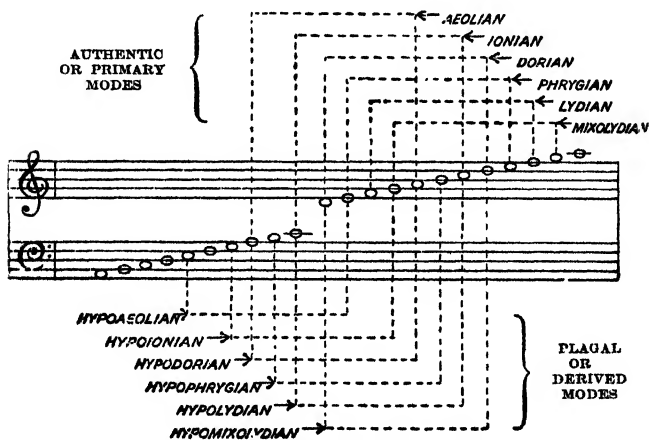 AEOLIAN
IONIAN
DORIAN
PHRYGIAN
LYDIAN
MIXOLYDIAN
AUTHENTIC
OR PRIMARY
MODES
HYPOAEOLIAN
HYPOIONIAN
HYPODORIAN
HYPOPHRYGIAN
HYPOLYDIAN
HYPOMIXOLYDIAN
PLAGAL
OR
DERIVED
MODES